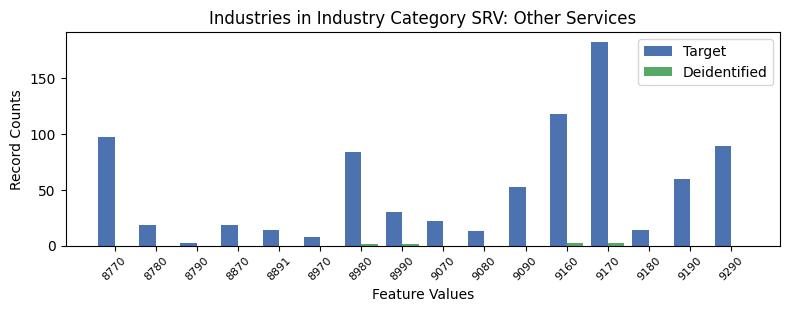 Industries in Industry Category SRV: Other Services
Target
Deidentified
Record Counts
150
100
50
0
8770 8780 8790 8870 8891 8970 8980 8990 9070 9080 9090 9160 9170 9180 9190 9290
Feature Values